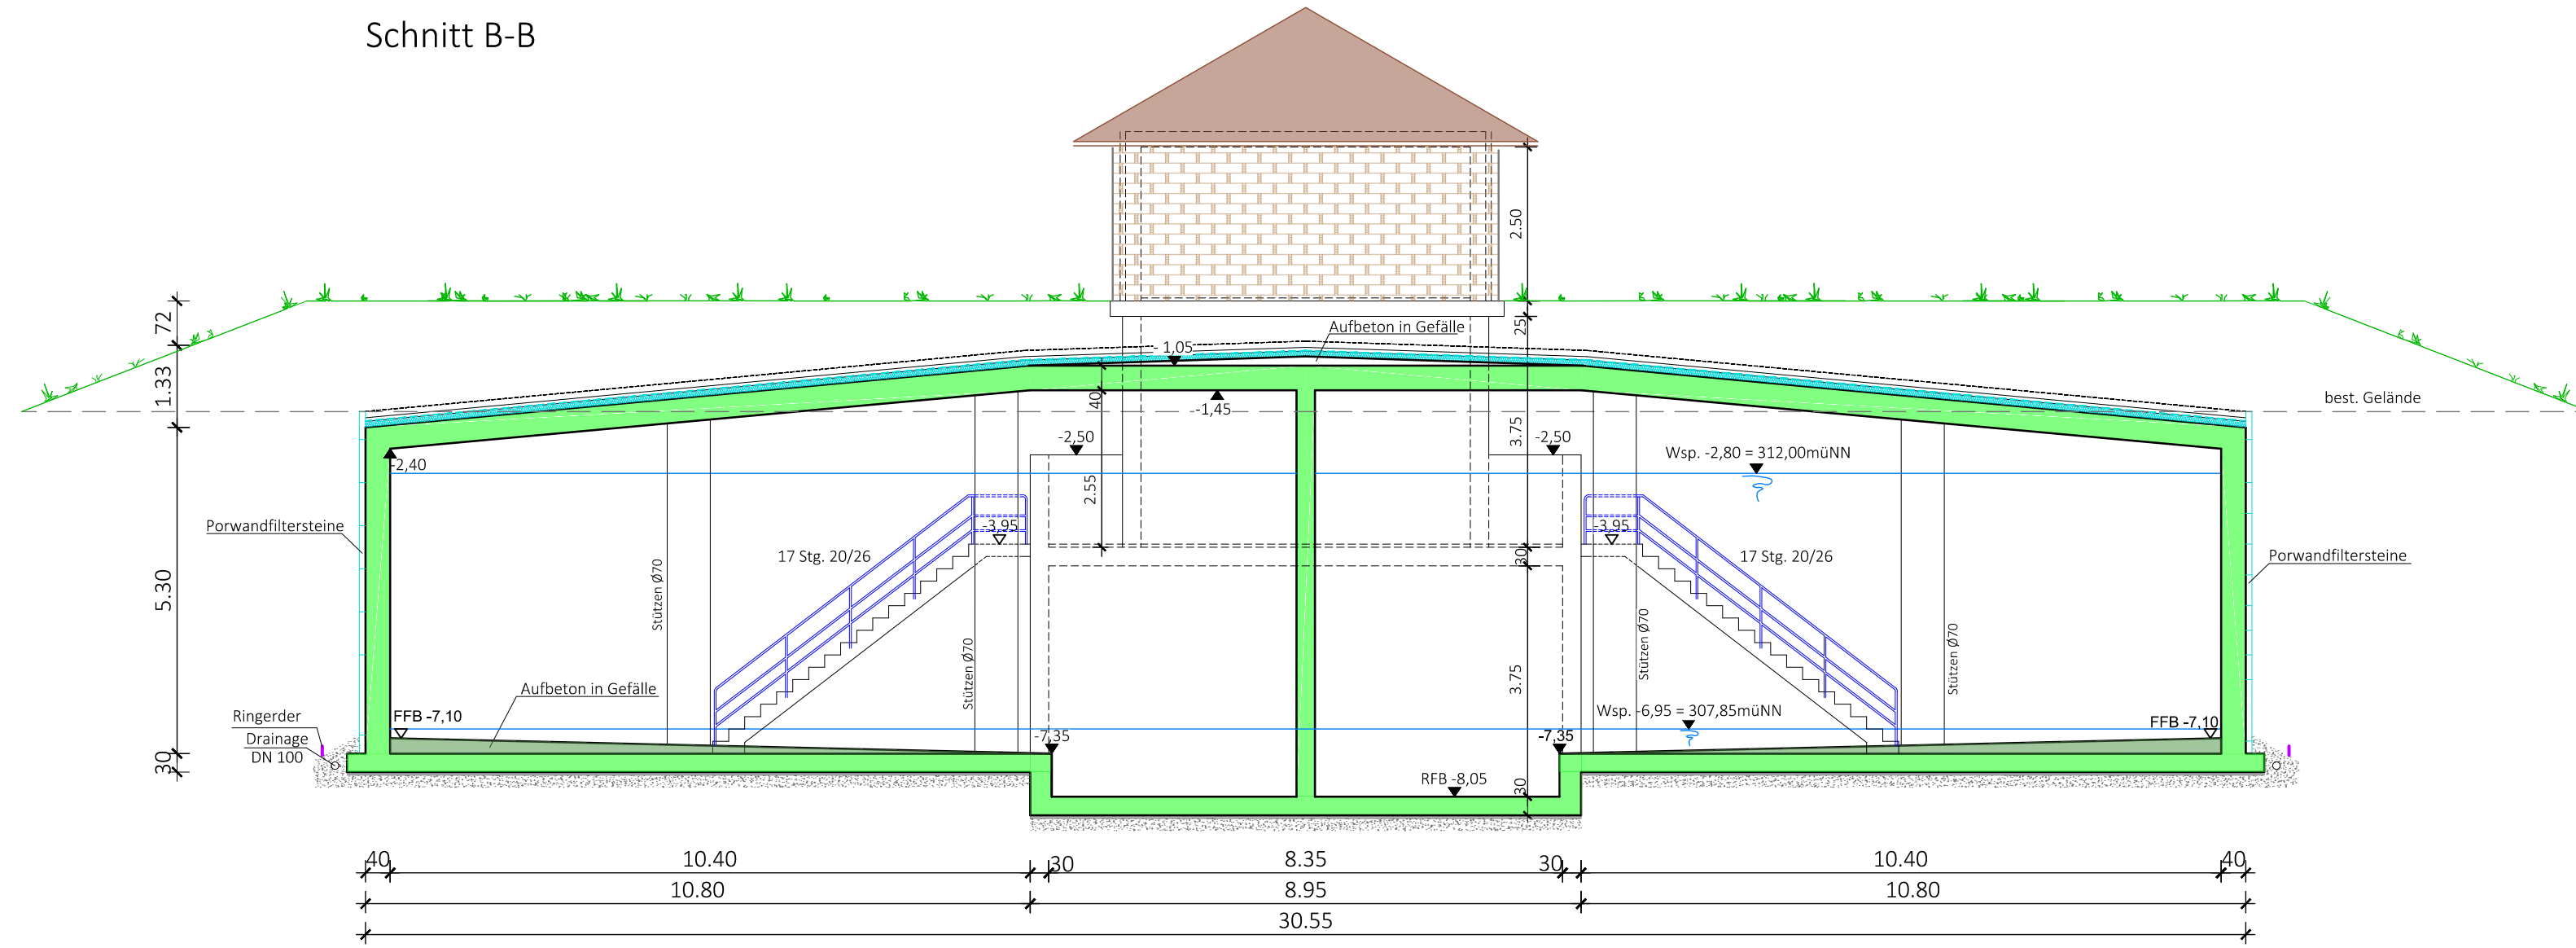 Schnitt B-B
2.50
72
25
Aufbeton in Gefälle
- 1,05
1.33
40
-1,45
best. Gelände
-2,50
3.75
-2,50
-2,40
Wsp. -2,80 = 312,00müNN
2.55
Porwandfiltersteine
-3,95
-3,95
17 Stg. 20/26
30
17 Stg. 20/26
Porwandfiltersteine
5.30
Stützen Ø70
Stützen Ø70
Stützen Ø70
Stützen Ø70
3.75
Aufbeton in Gefälle
Ringerder
FFB -7,10
Wsp. -6,95 = 307,85müNN
FFB -7,10
Drainage
DN 100
-7,35
-7,35
30
RFB -8,05
30
40
10.40
30
8.35
30
10.40
40
10.80
8.95
10.80
30.55